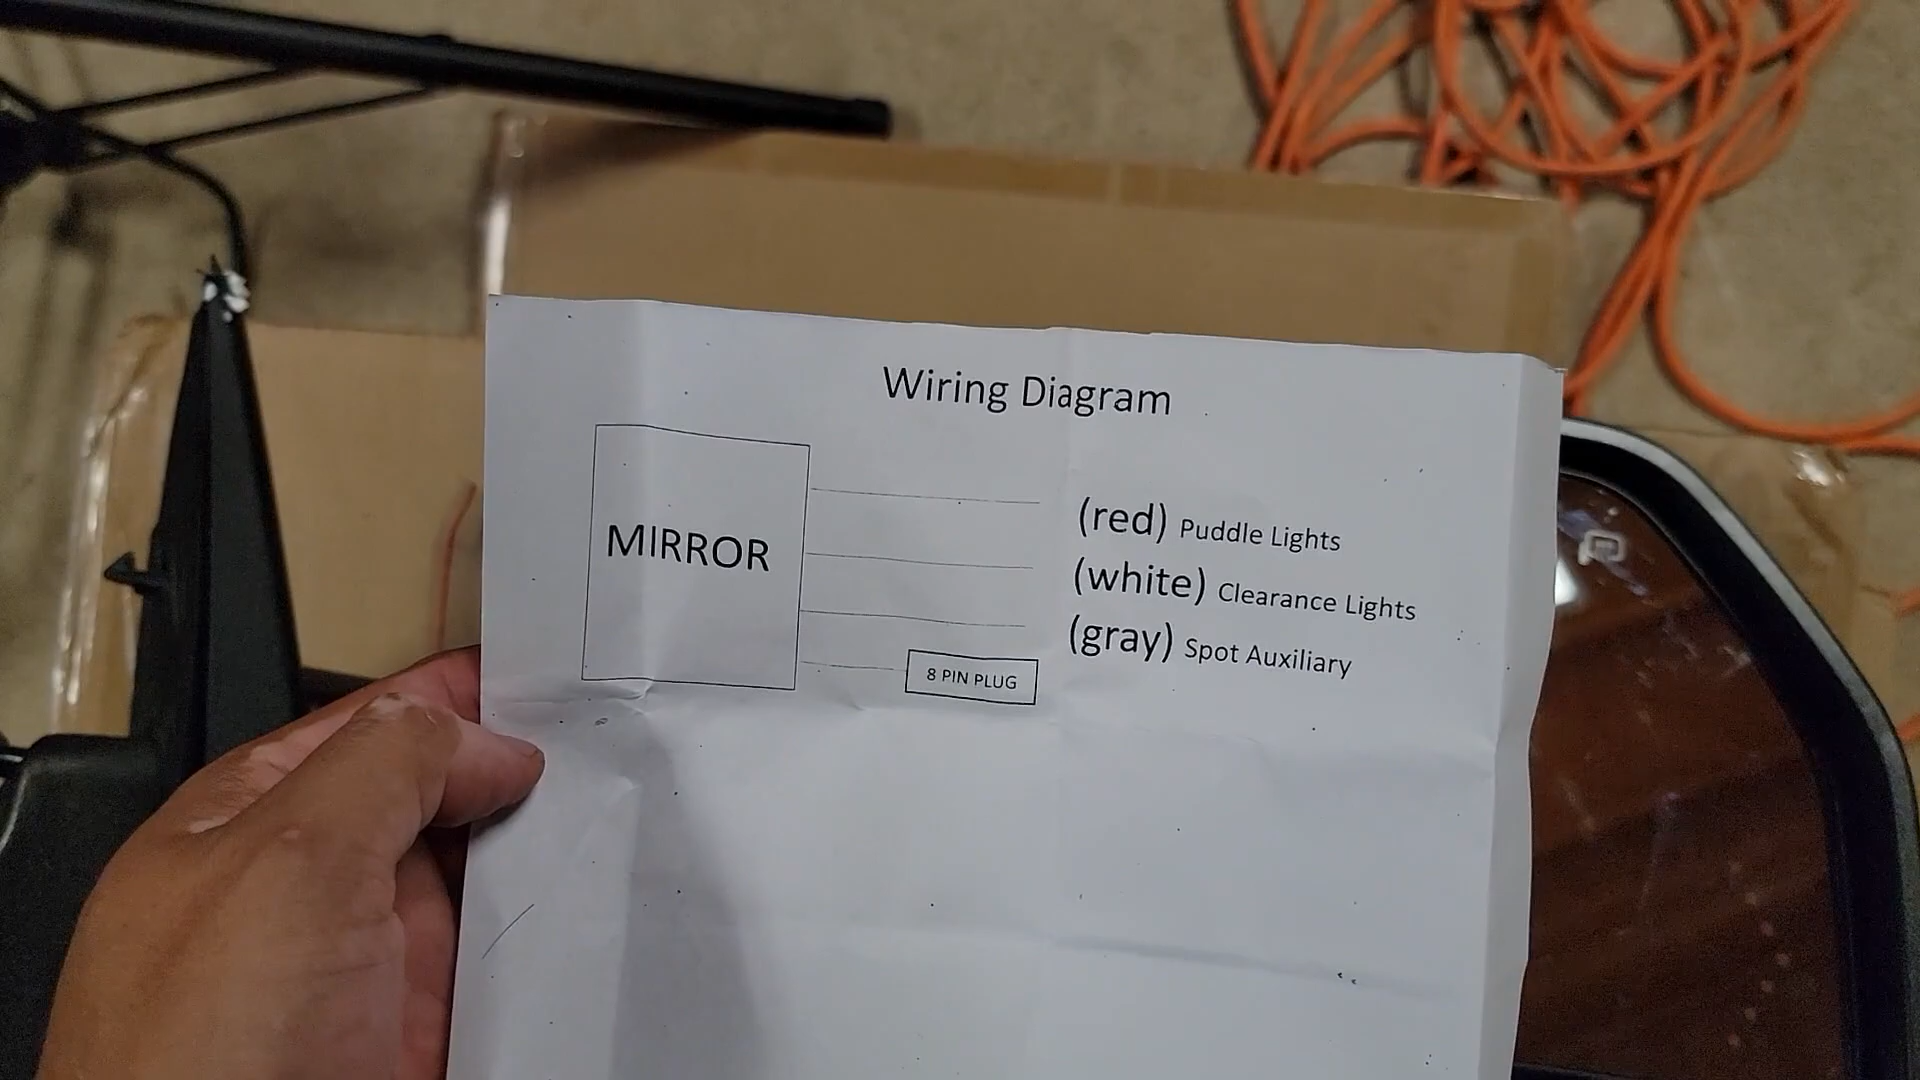 Wiring Diagram
MIRROR
(red) Puddle Lights
(white) Clearance Lights
(gray) Spot Auxiliary
8 PIN PLUG